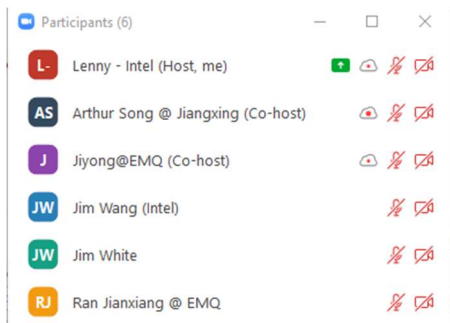 Participants (6)
L- Lenny - Intel (Host, me)
AS Arthur Song @ Jiangxing (Co-host)
J Jiyong@EMQ (Co-host)
JW Jim Wang (Intel)
JW Jim White
RJ Ran Jianxiang @ EMQ